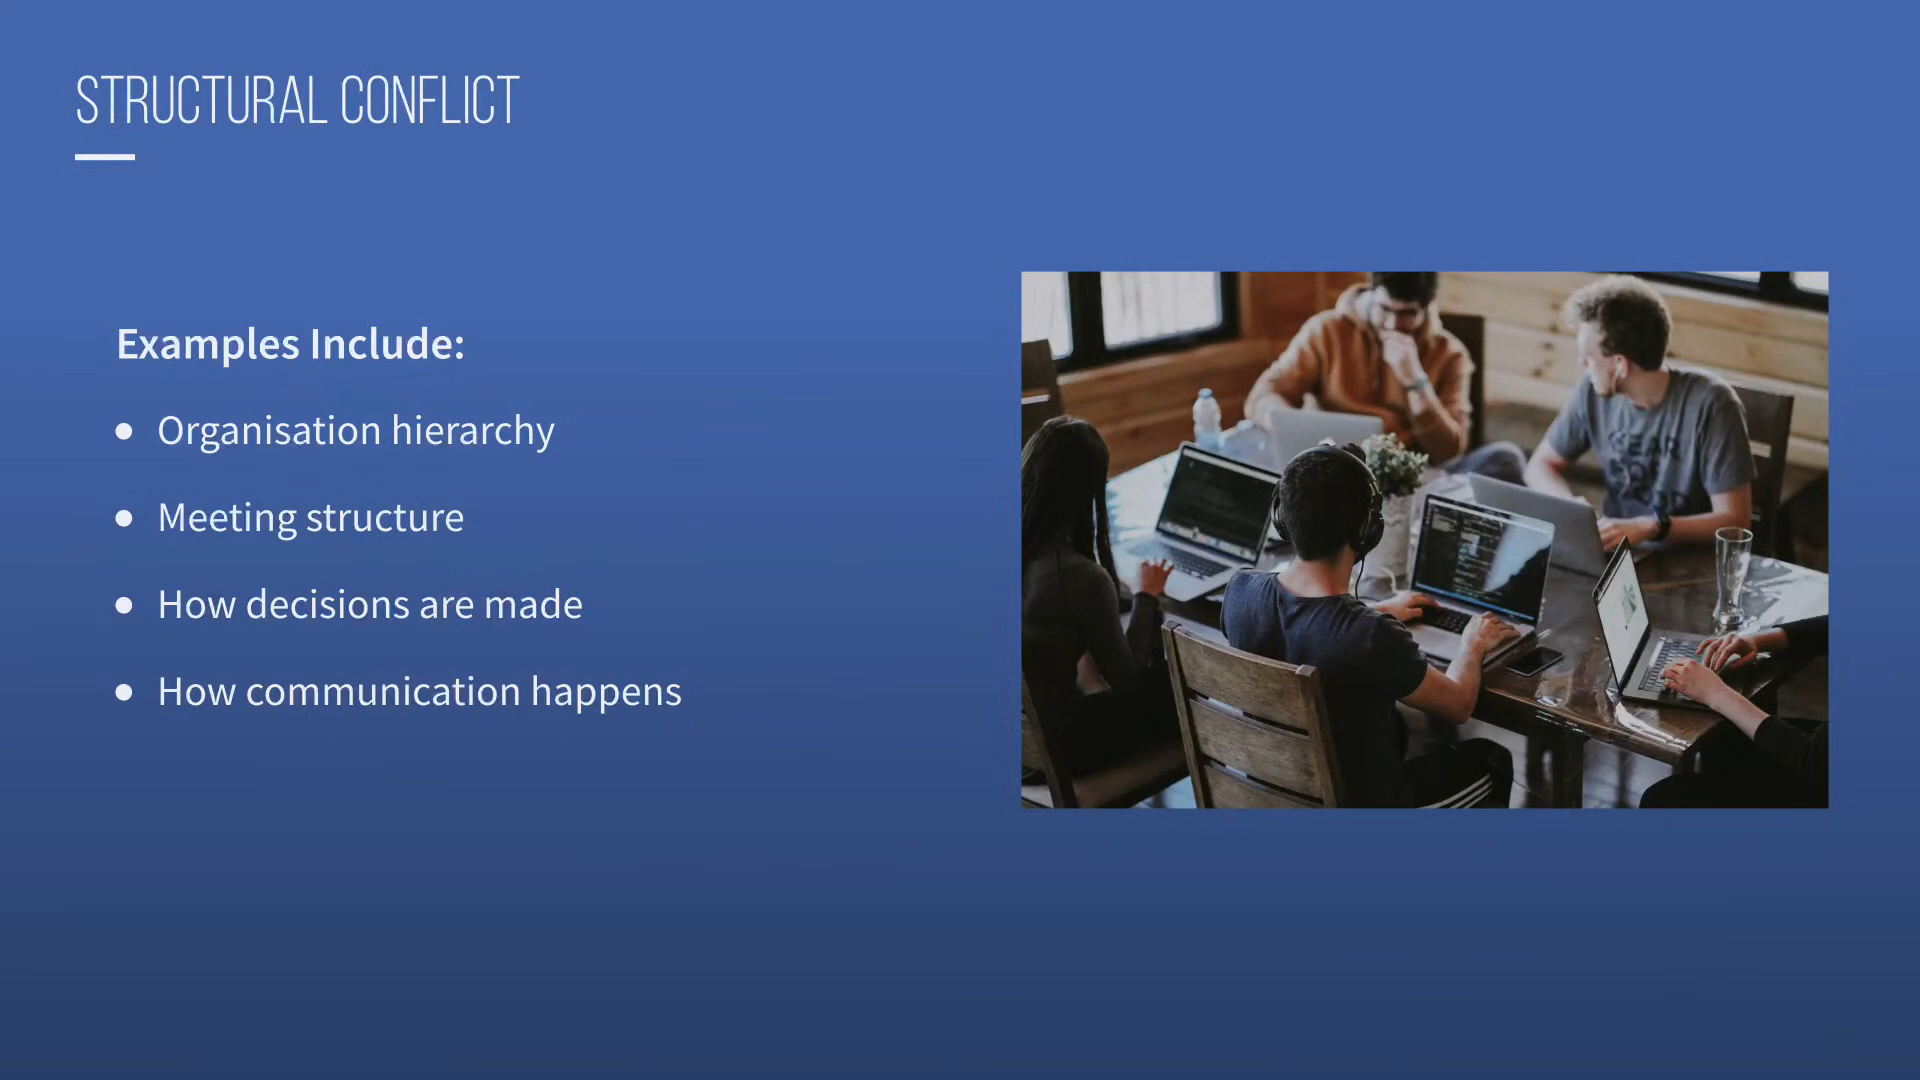 STRUCTURAL CONFLICT
Examples Include:
Organisation hierarchy
Meeting structure
How decisions are made
How communication happens